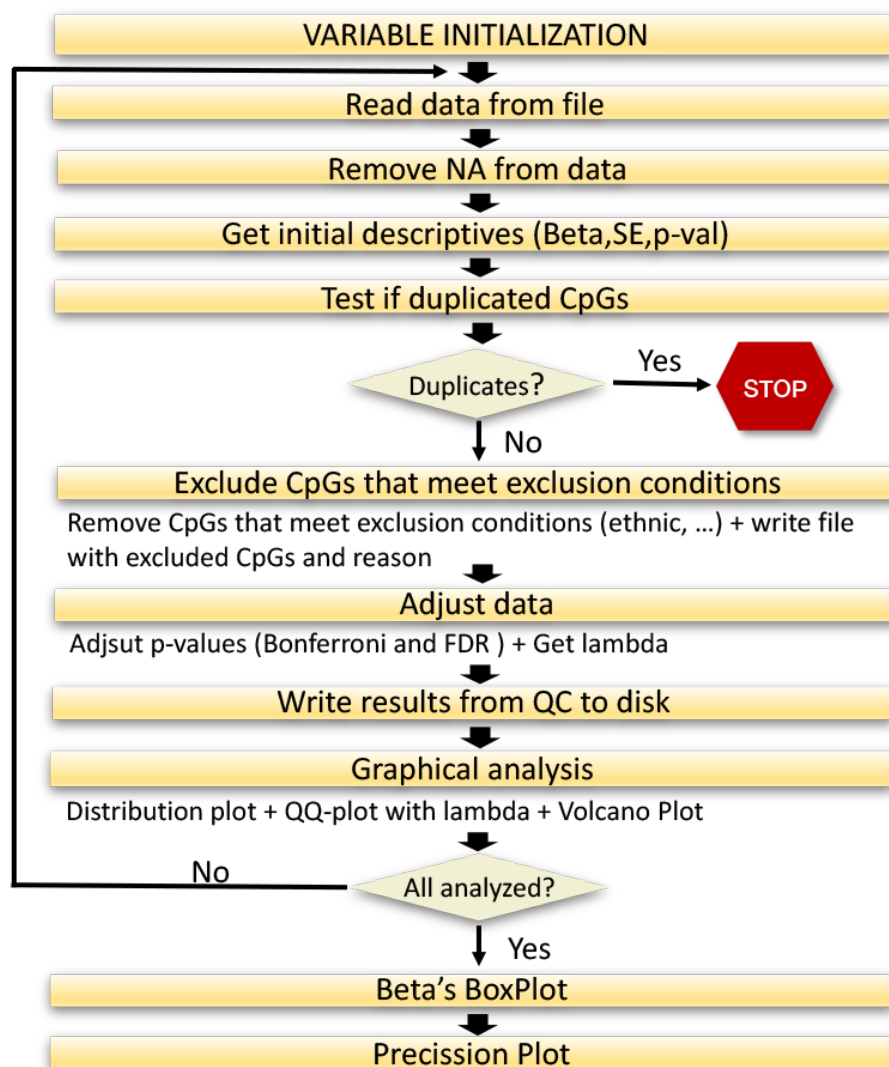 VARIABLE INITIALIZATION
Read data from file
Remove NA from data
Get initial descriptives (Beta,SE,p-val)
Test if duplicated CpGs
Duplicates?
Yes
STOP
No
Exclude CpGs that meet exclusion conditions
Remove CpGs that meet exclusion conditions (ethnic, ...) + write file
with excluded CpGs and reason
Adjust data
Adjsut p-values (Bonferroni and FDR ) + Get lambda
Write results from QC to disk
Graphical analysis
Distribution plot + QQ-plot with lambda + Volcano Plot
No
All analyzed?
Yes
Beta's BoxPlot
Precission Plot